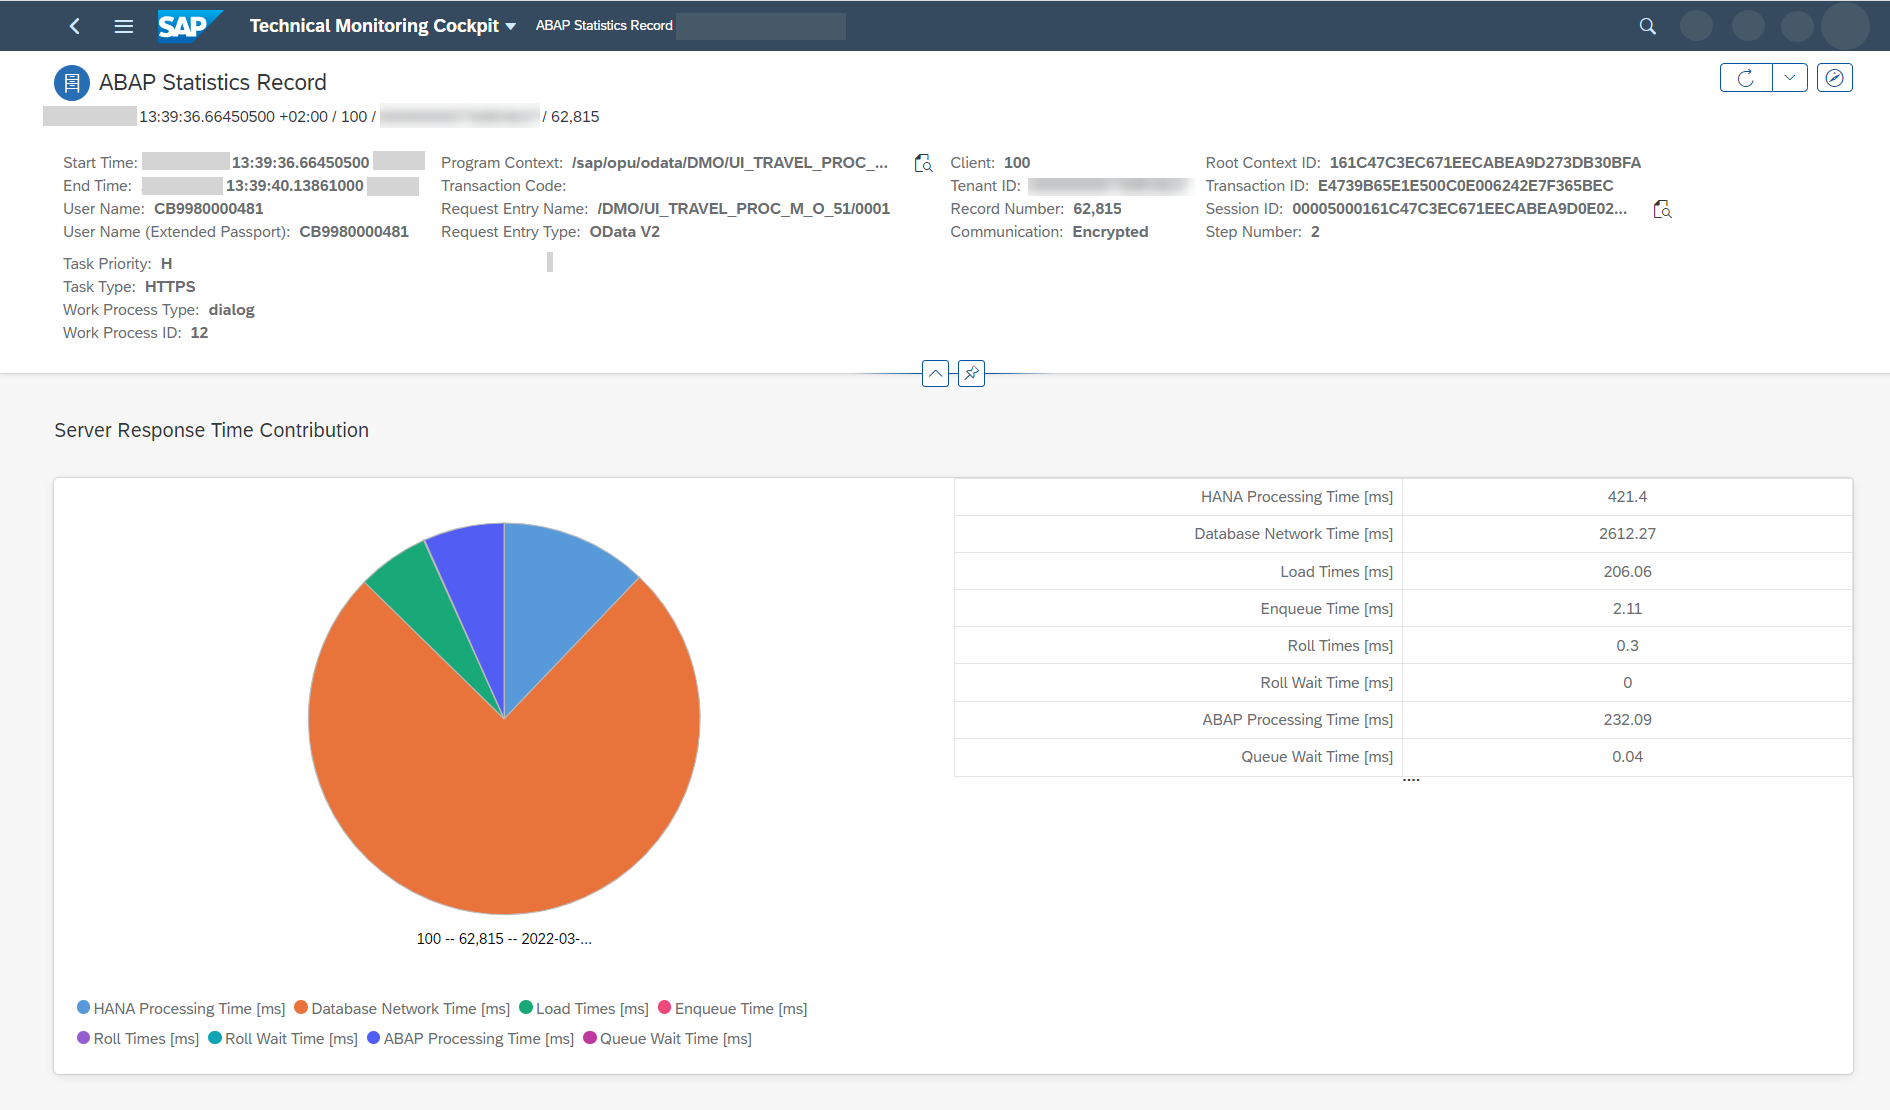 SAP Technical Monitoring Cockpit ABAP Statistics Record
ABAP Statistics Record
13:39:36.66450500 +02:00 / 100 / / 62,815
Start Time: 13:39:36.66450500
End Time: 13:39:40.13861000
User Name: CB9980000481
User Name (Extended Passport): CB9980000481
Task Priority: H
Task Type: HTTPS
Work Process Type: dialog
Work Process ID: 12
Program Context: /sap/opu/odata/DMO/UI_TRAVEL_PROC_...
Transaction Code:
Request Entry Name: /DMO/UI_TRAVEL_PROC_M_O_51/0001
Request Entry Type: OData V2
Client: 100
Tenant ID:
Record Number: 62,815
Communication: Encrypted
Root Context ID: 161C47C3EC671EECABEA9D273DB30BFA
Transaction ID: E4739B65E1E500C0E006242E7F365BEC
Session ID: 00005000161C47C3EC671EECABEA9D0E02...
Step Number: 2
Server Response Time Contribution
100 -- 62,815 -- 2022-03-...
HANA Processing Time [ms] Database Network Time [ms] Load Times [ms] Enqueue Time [ms]
Roll Times [ms] Roll Wait Time [ms] ABAP Processing Time [ms] Queue Wait Time [ms]
HANA Processing Time [ms] 421.4
Database Network Time [ms] 2612.27
Load Times [ms] 206.06
Enqueue Time [ms] 2.11
Roll Times [ms] 0.3
Roll Wait Time [ms] 0
ABAP Processing Time [ms] 232.09
Queue Wait Time [ms] 0.04
....